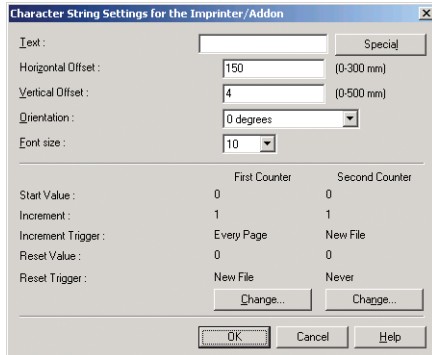 Character String Settings for the Imprinter/Addon
Text : Special
Horizontal Offset : 150 (0-300 mm)
Vertical Offset : 4 (0-500 mm)
Orientation : 0 degrees
Font size : 10
First Counter Second Counter
Start Value : 0 0
Increment : 1 1
Increment Trigger : Every Page New File
Reset Value : 0 0
Reset Trigger : New File Never
Change... Change...
OK Cancel Help